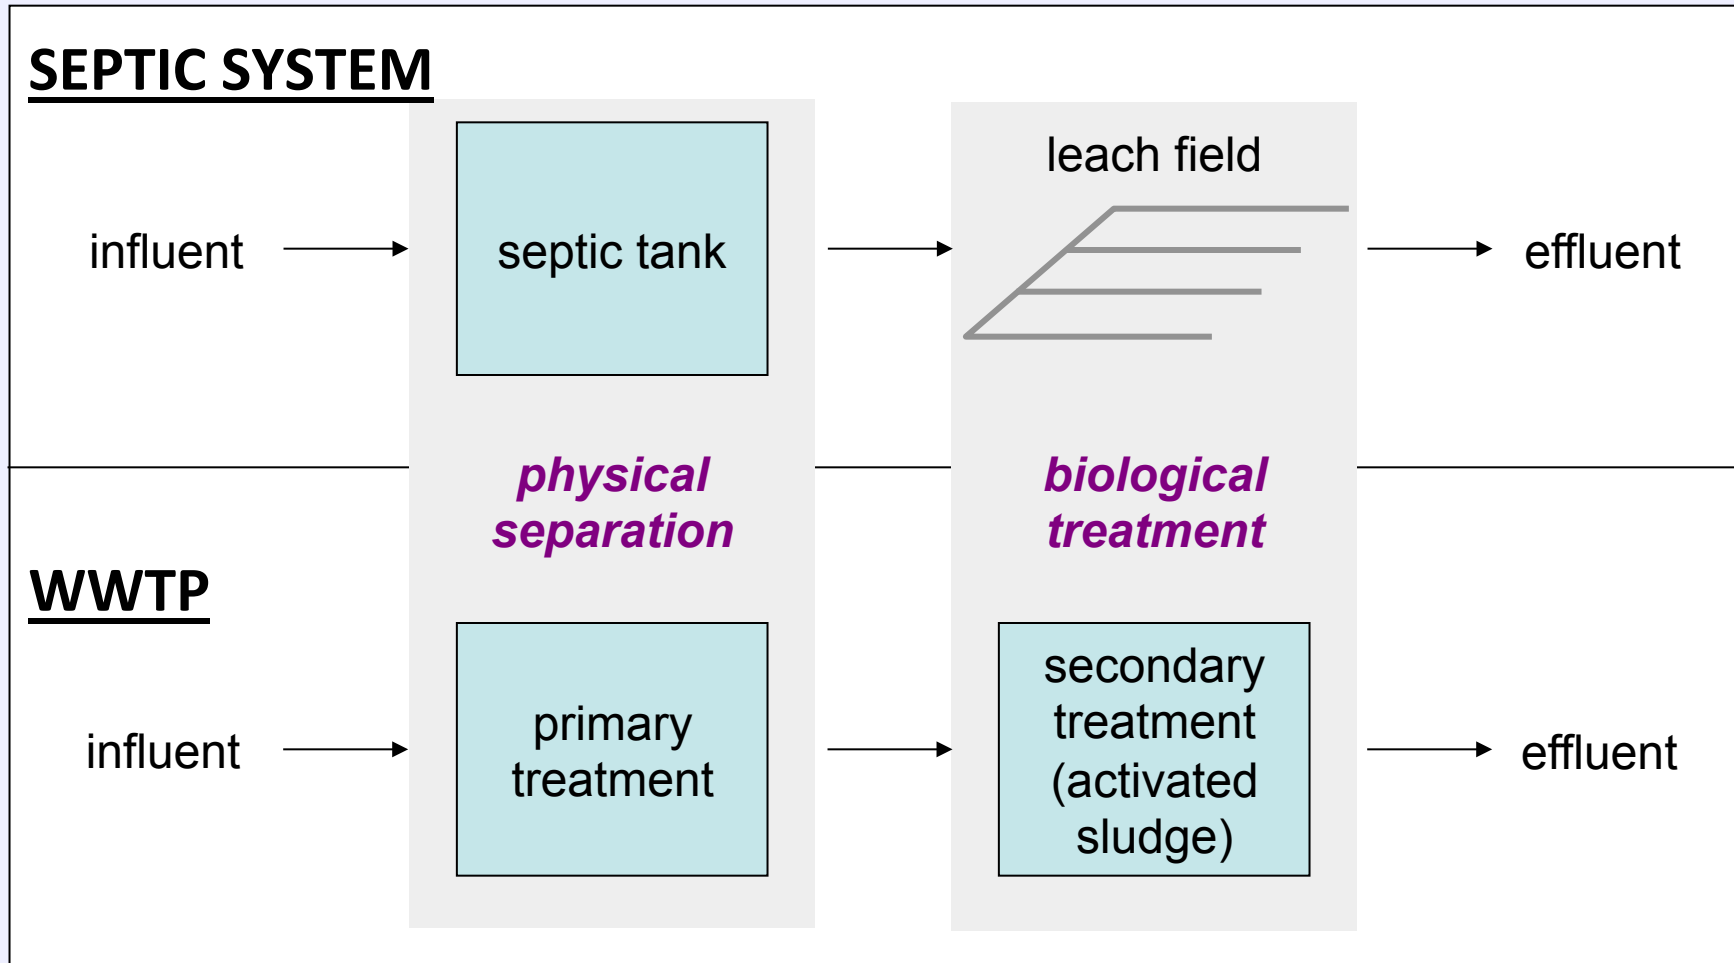 SEPTIC SYSTEM
leach field
influent
septic tank
effluent
physical
separation
biological
treatment
WWTP
influent
primary
treatment
secondary
treatment
(activated
sludge)
effluent